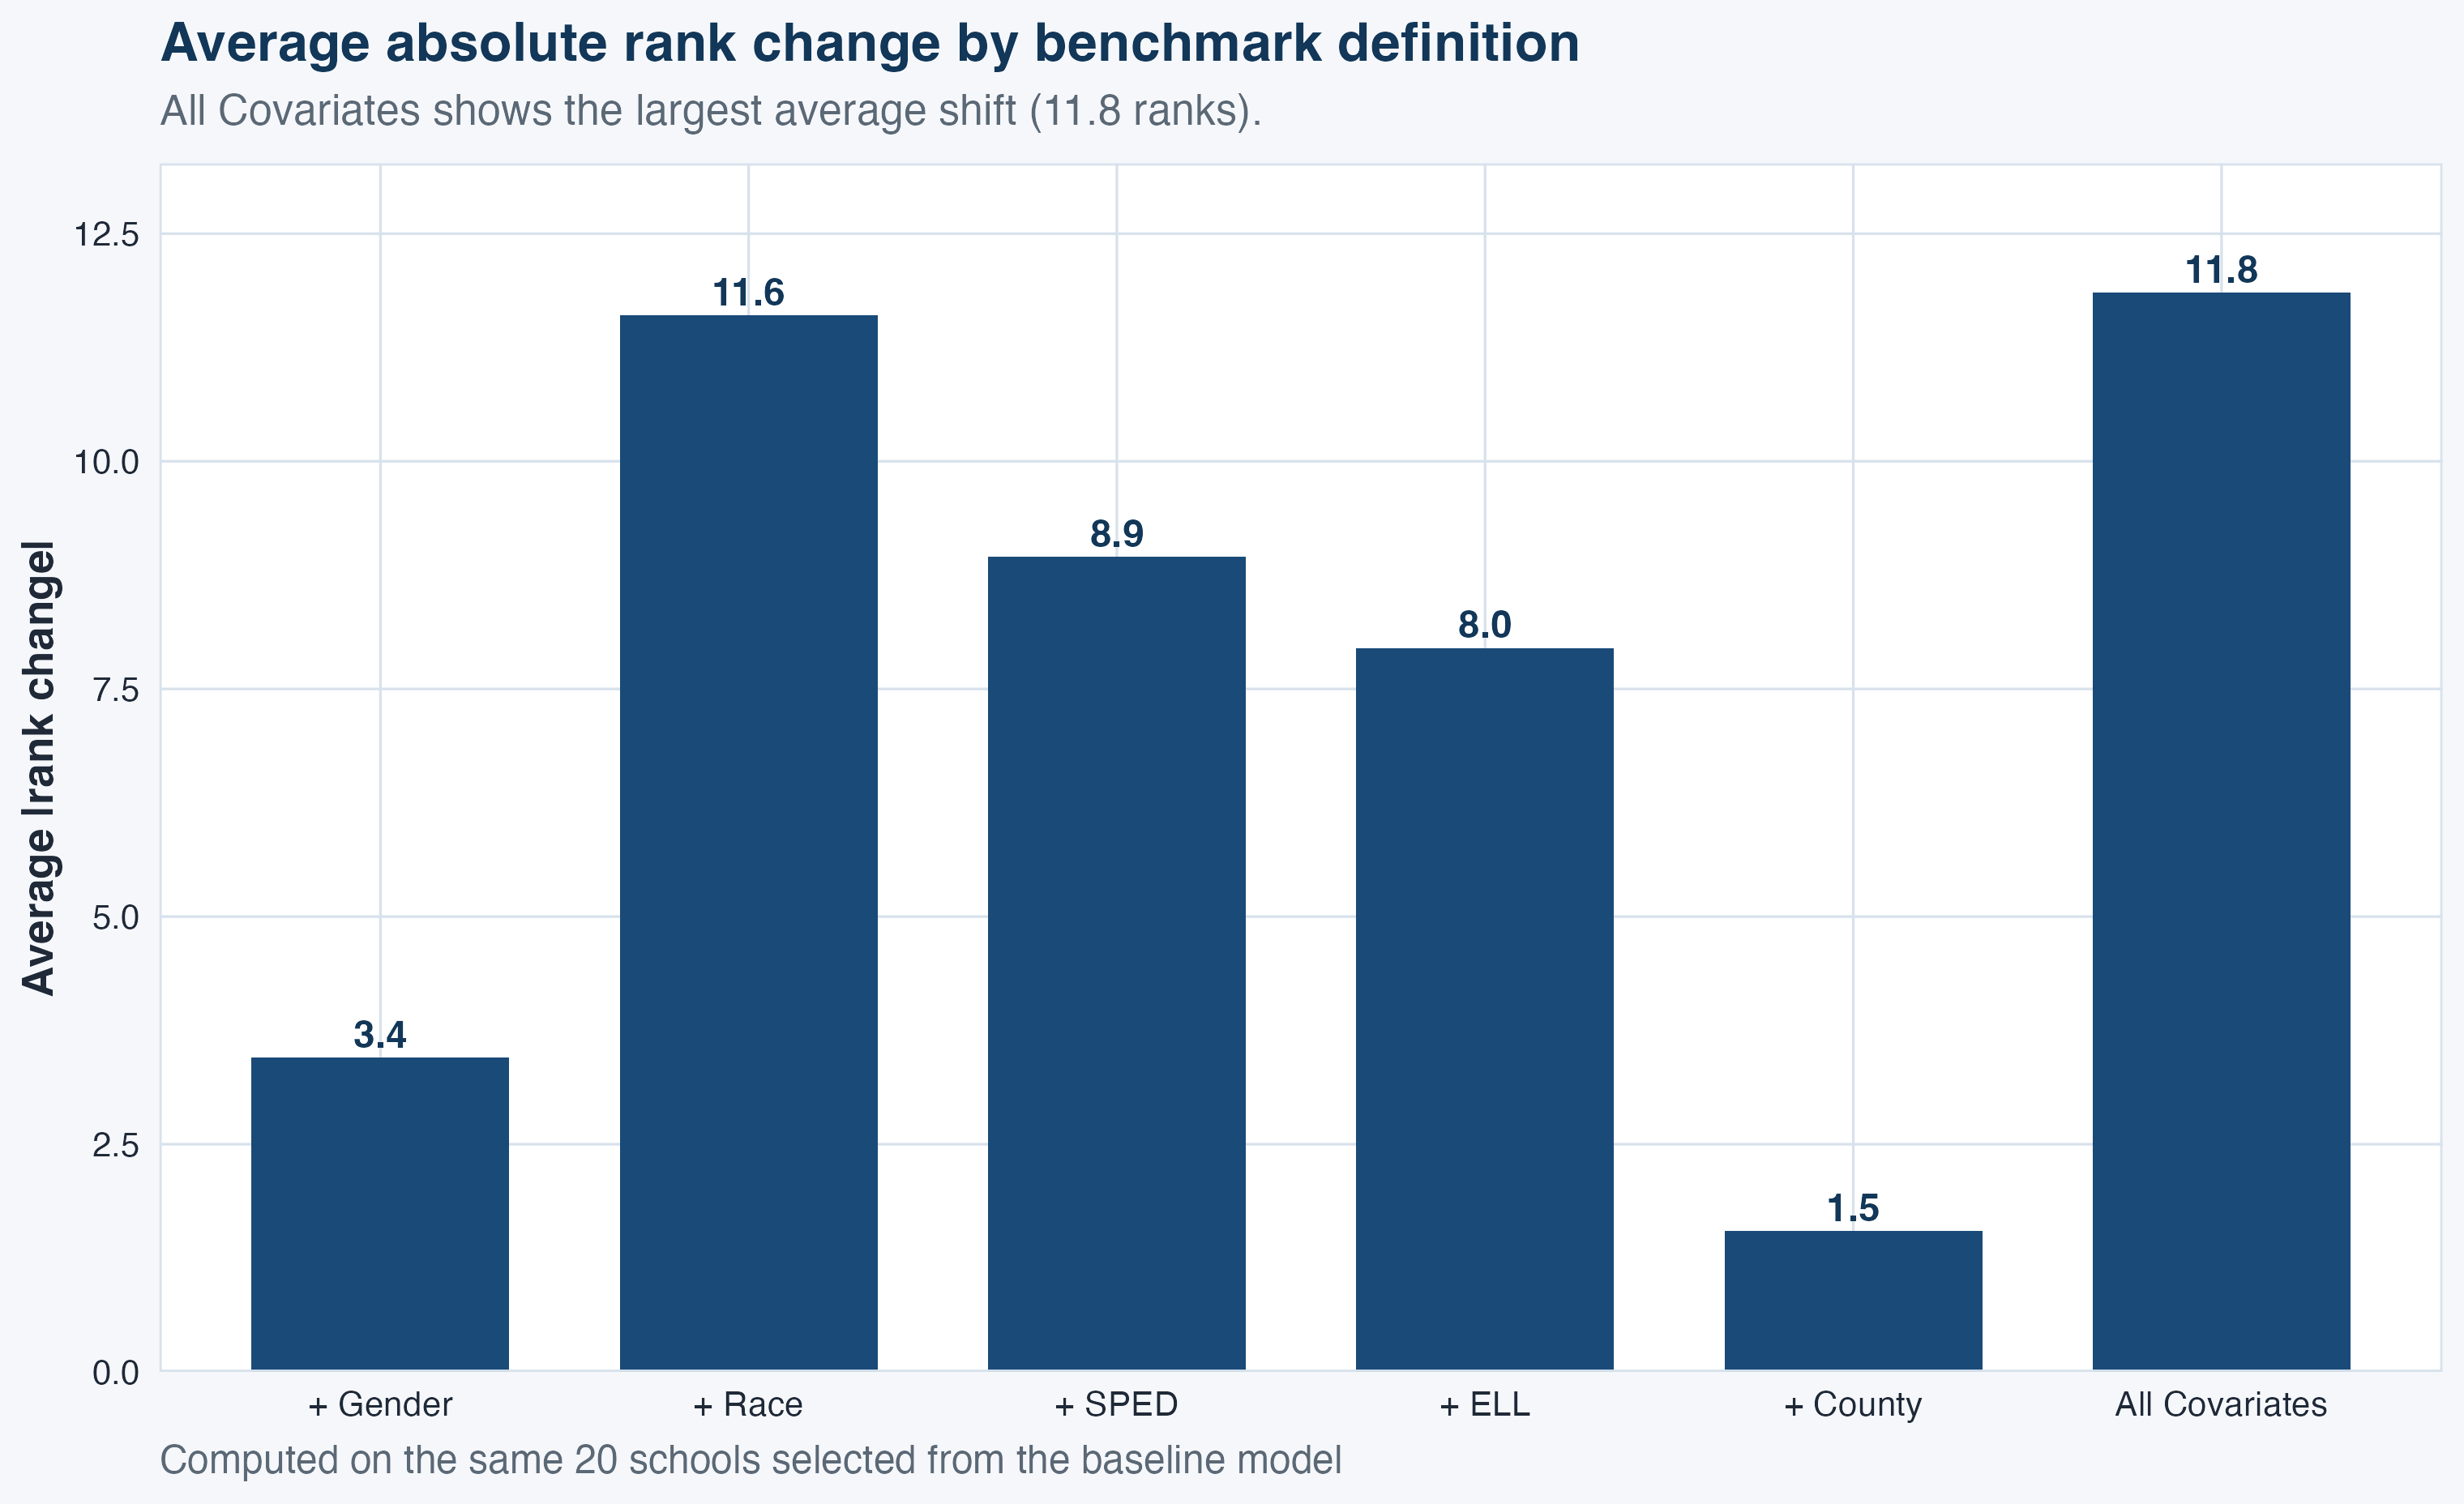 Average absolute rank change by benchmark definition
All Covariates shows the largest average shift (11.8 ranks).
Average |rank change|
12.5
10.0
7.5
5.0
2.5
0.0
3.4
11.6
8.9
8.0
1.5
11.8
+ Gender
+ Race
+ SPED
+ ELL
+ County
All Covariates
Computed on the same 20 schools selected from the baseline model